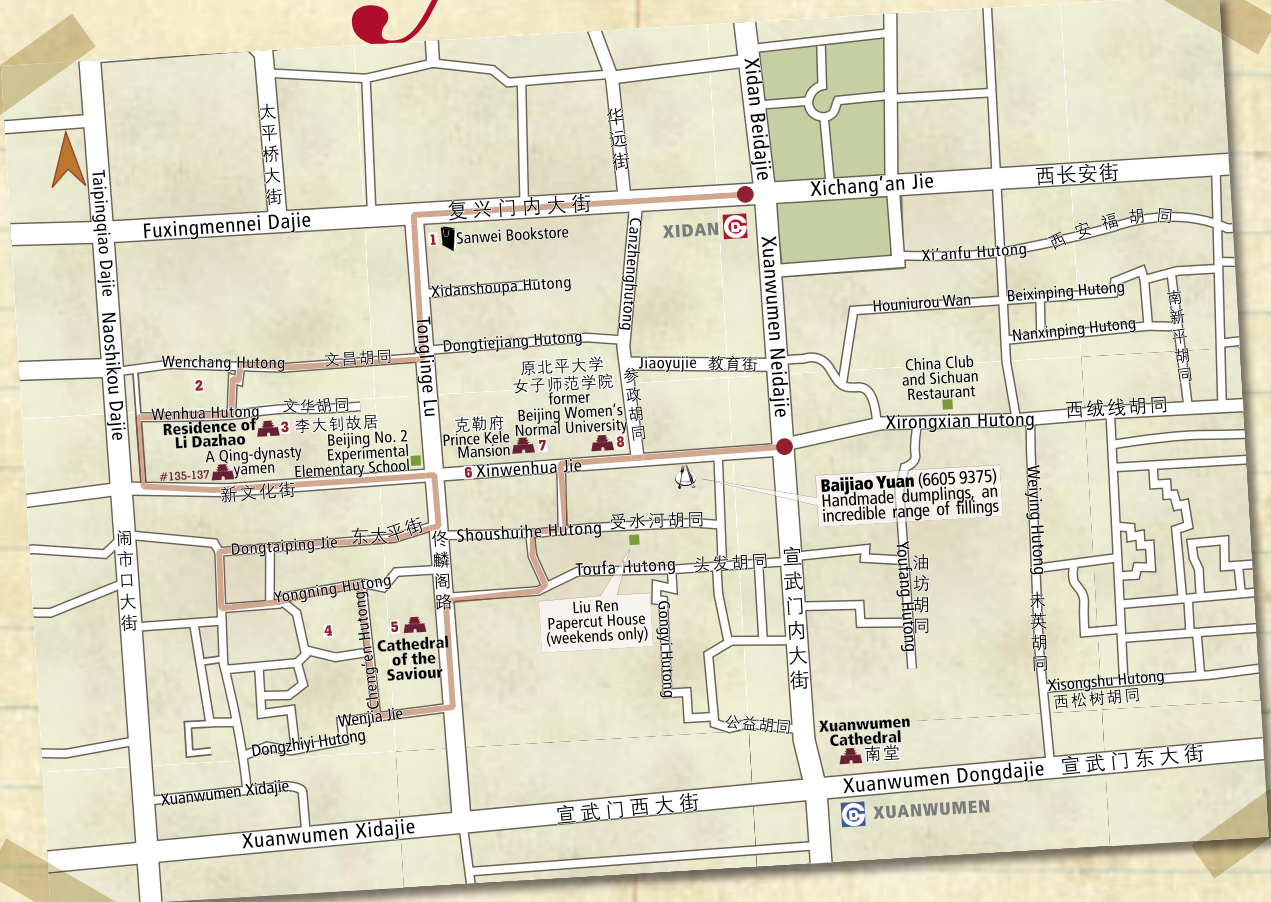 Xidan Beidajie
太平桥大街
华远街
Taipingqiao Dajie
Fuxingmennei Dajie
复兴门内大街
Xichang'an Jie
西长安街
XIDAN
1
Sanwei Bookstore
Canzhenghutong
Xuanwumen Neidajie
Xi'anfu Hutong
西安福胡同
Xidanshoupa Hutong
Houniurou Wan
Beixinping Hutong
南新平胡同
Nanxinping Hutong
Naoshikou Dajie
Tonglinge Lu
Dongtiejiang Hutong
Wenchang Hutong
文昌胡同
Jiaoyujie
教育街
2
原北平大学
女子师范学院
former
Beijing Women's
Normal University
8
参政胡同
China Club
and Sichuan
Restaurant
Wenhua Hutong
文华胡同
Residence of
Li Dazhao
3
李大钊故居
克勒府
Prince Kele
Mansion
7
Xirongxian Hutong
西绒线胡同
Beijing No. 2
Experimental
Elementary School
A Qing-dynasty
yamen
#135-137
6
Xinwenhua Jie
新文化街
Baijiao Yuan (6605 9375)
Handmade dumplings, an
incredible range of fillings
Weiying Hutong
未英胡同
闹市口大街
Dongtaiping Jie
东太平街
佟麟阁路
Shoushuihe Hutong
受水河胡同
Toufa Hutong
头发胡同
宣武门内大街
Youfang Hutong
油坊胡同
Yongning Hutong
Liu Ren
Papercut House
(weekends only)
Gongyi Hutong
4
Cheng'en Hutong
5
Cathedral
of the
Saviour
Xisongshu Hutong
西松树胡同
Wenjia Jie
Dongzhiyi Hutong
公益胡同
Xuanwumen
Cathedral
南堂
Xuanwumen Xidajie
Xuanwumen Dongdajie
宣武门东大街
Xuanwumen Xidajie
宣武门西大街
XUANWUMEN